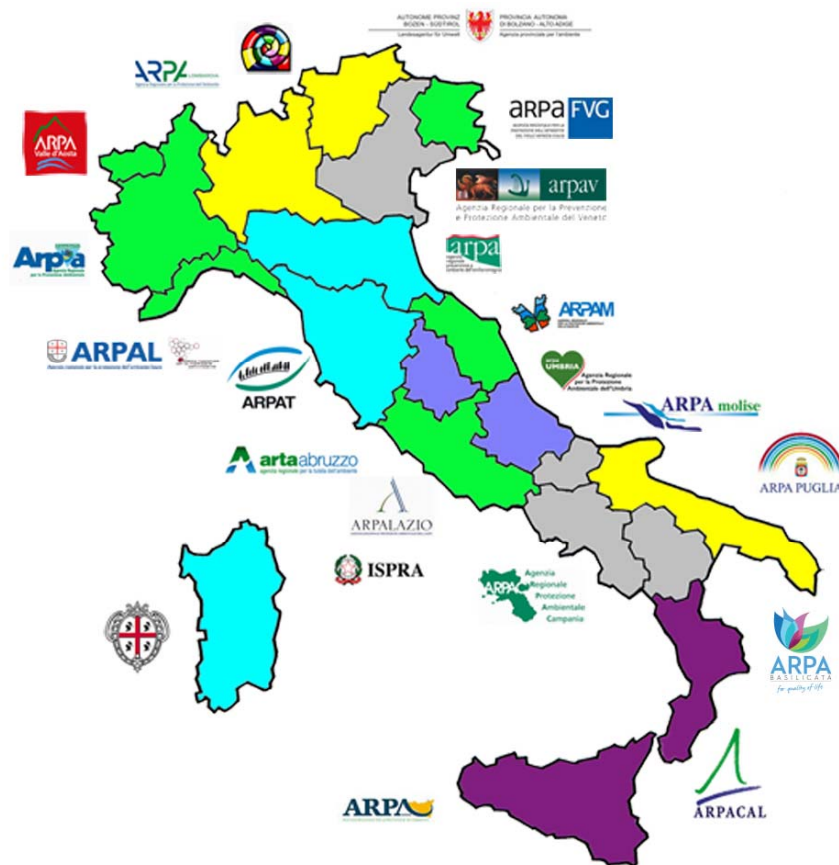 AUTONOME PROVINZ
BOZEN - SÜDTIROL
Landesagentur für Umwelt
PROVINCIA AUTONOMA
DI BOLZANO - ALTO ADIGE
Agenzia provinciale per l'ambiente
ARPA LOMBARDIA
ARPA
Valle d'Aosta
arpa FVG
arpav
Agenzia Regionale per la Prevenzione
e Protezione Ambientale del Veneto
Arpa
arpa
ARPAM
ARPAL
arpa
UMBRIA
Agenzia Regionale
per la Protezione
Ambientale dell'Umbria
ARPAT
ARPA molise
artaabruzzo
agenzia regionale per la tutela dell'ambiente
ARPA PUGLIA
ARPALAZIO
ISPRA
ARPAC
Agenzia
Regionale
Protezione
Ambientale
Campania
ARPA
BASILICATA
for quality of life
ARPACAL
ARPA